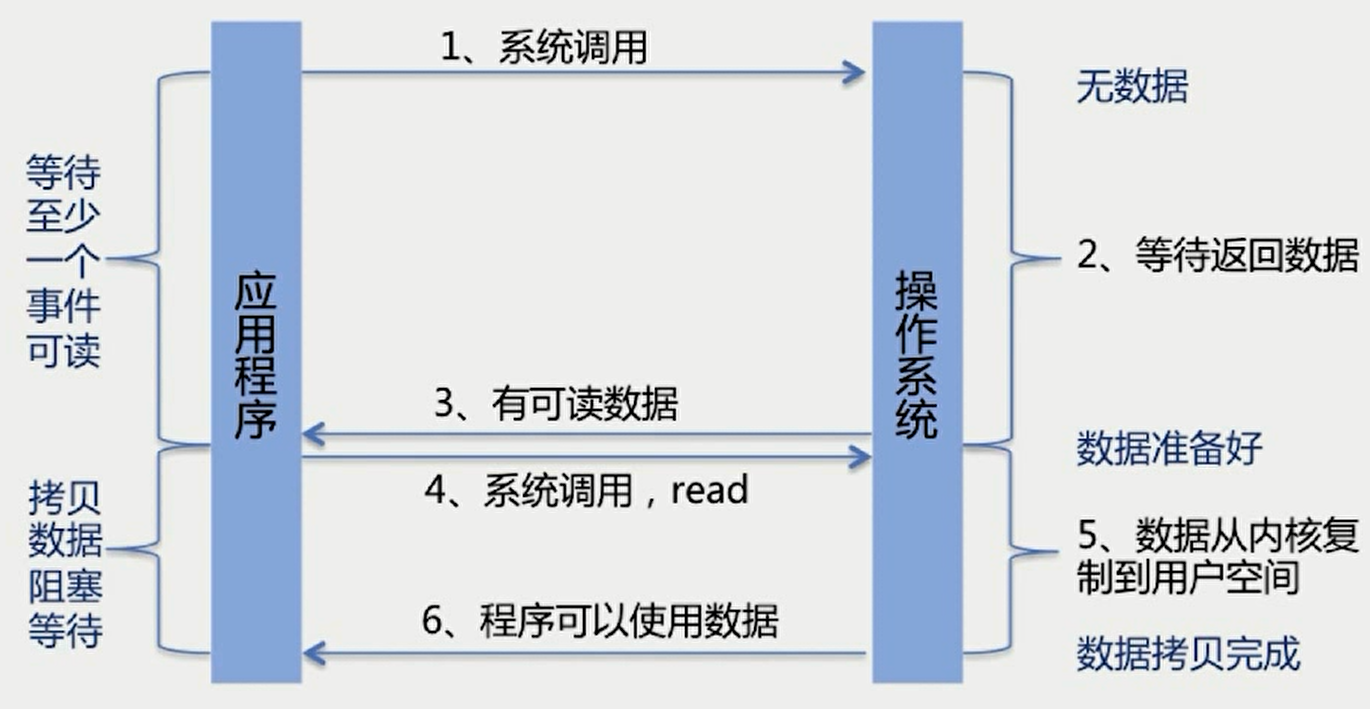 1、系统调用
无数据
等待
至少
一个
事件
可读
2、等待返回数据
应用程序
操作系统
3、有可读数据
数据准备好
4、系统调用，read
拷贝
数据
阻塞
等待
5、数据从内核复
制到用户空间
6、程序可以使用数据
数据拷贝完成